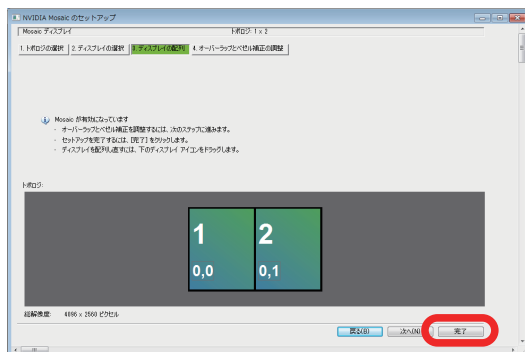 NVIDIA Mosaic のセットアップ
Mosaic ディスプレイ トポロジ: 1 x 2
1. トポロジの選択 2. ディスプレイの選択 3. ディスプレイの配列 4. オーバーラップとベゼル補正の調整
Mosaic が有効になっています
- オーバーラップとベゼル補正を調整するには、次のステップに進みます。
- セットアップを完了するには、[完了] をクリックします。
- ディスプレイを配列し直すには、下のディスプレイ アイコンをドラッグします。
トポロジ:
1 2
0,0 0,1
総解像度: 4096 x 2560 ピクセル
戻る(B) 次へ(N) 完了